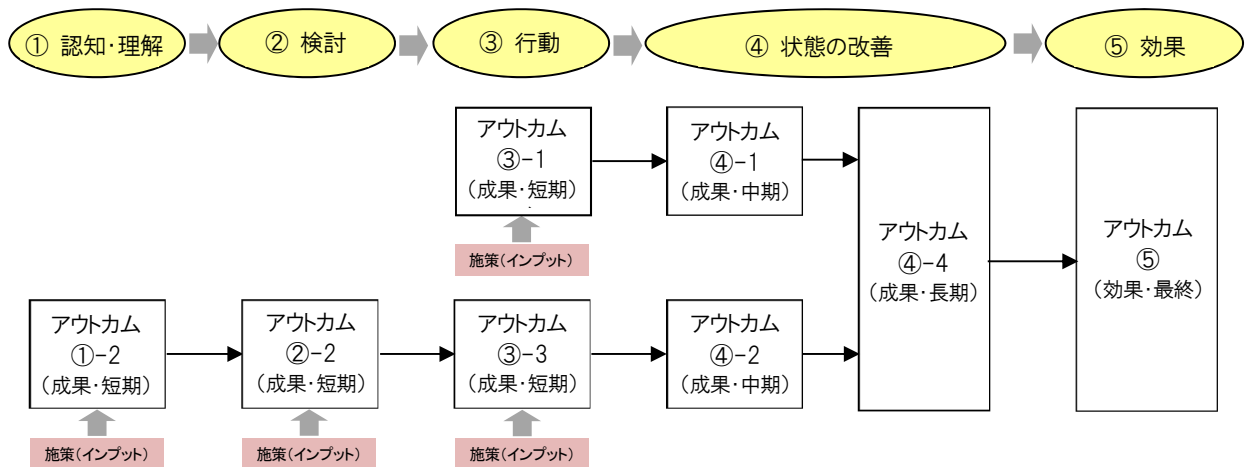 ① 認知・理解
② 検討
③ 行動
④ 状態の改善
⑤ 効果
アウトカム
③-1
(成果・短期)
アウトカム
④-1
(成果・中期)
施策(インプット)
アウトカム
④-4
(成果・長期)
アウトカム
⑤
(効果・最終)
アウトカム
①-2
(成果・短期)
アウトカム
②-2
(成果・短期)
アウトカム
③-3
(成果・短期)
アウトカム
④-2
(成果・中期)
施策(インプット)
施策(インプット)
施策(インプット)